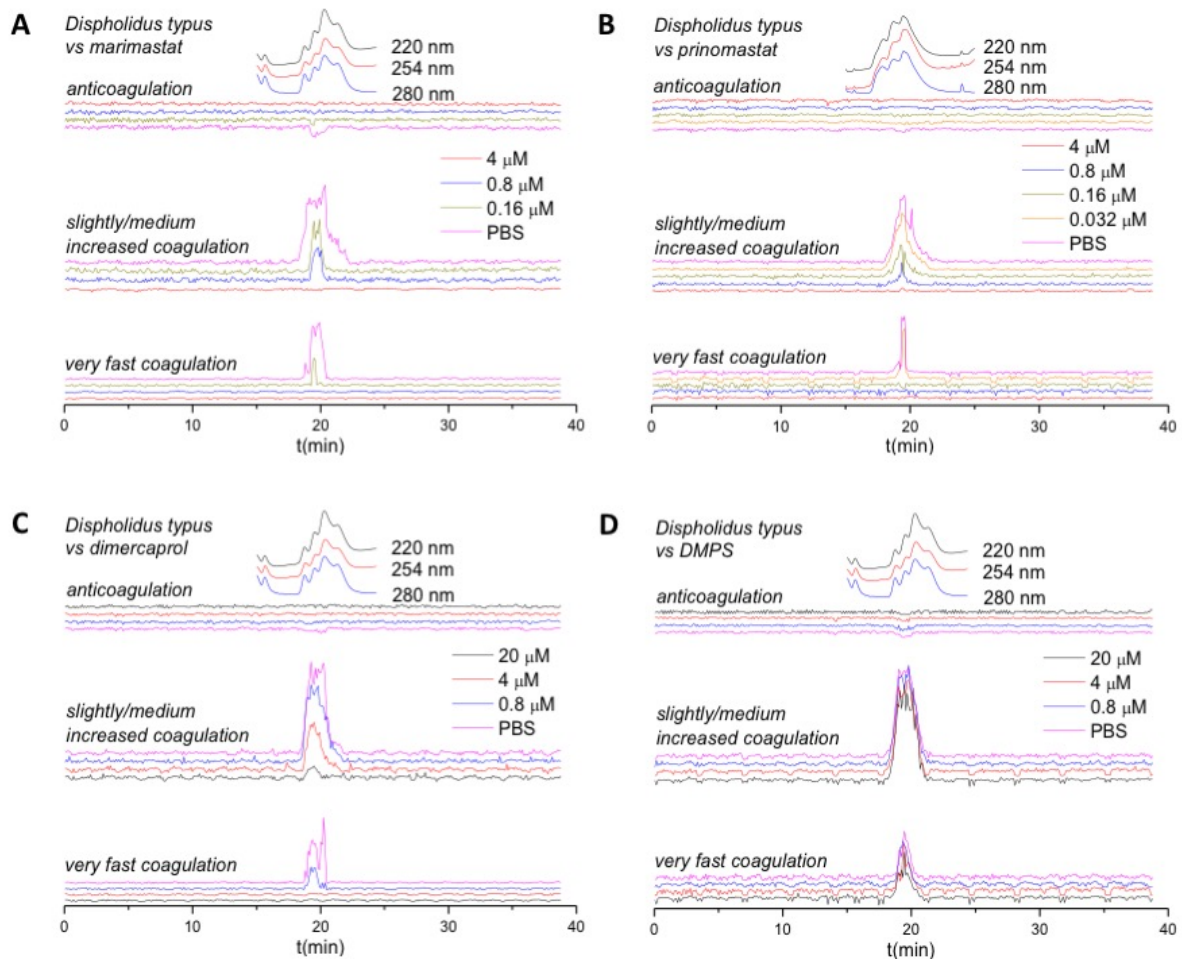 A
Dispholidus typus
vs marimastat
220 nm
254 nm
280 nm
anticoagulation
4 μM
0.8 μM
0.16 μM
PBS
slightly/medium
increased coagulation
very fast coagulation
0
10
20
30
40
t(min)
B
Dispholidus typus
vs prinomastat
220 nm
254 nm
280 nm
anticoagulation
4 μM
0.8 μM
0.16 μM
0.032 μM
PBS
slightly/medium
increased coagulation
very fast coagulation
0
10
20
30
40
t(min)
C
Dispholidus typus
vs dimercaprol
220 nm
254 nm
280 nm
anticoagulation
20 μM
4 μM
0.8 μM
PBS
slightly/medium
increased coagulation
very fast coagulation
0
10
20
30
40
t(min)
D
Dispholidus typus
vs DMPS
220 nm
254 nm
280 nm
anticoagulation
20 μM
4 μM
0.8 μM
PBS
slightly/medium
increased coagulation
very fast coagulation
0
10
20
30
40
t(min)